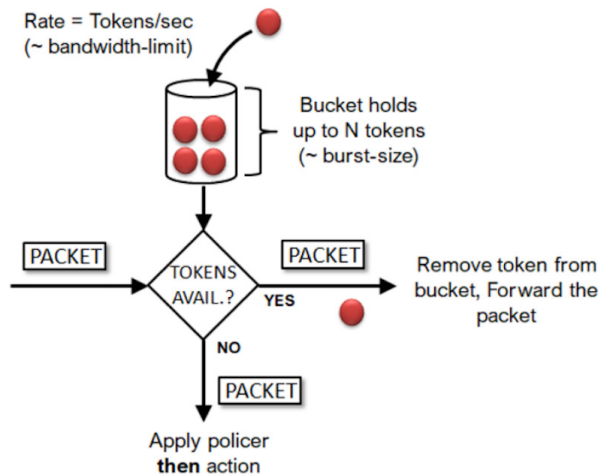 Rate = Tokens/sec
(~ bandwidth-limit)
Bucket holds
up to N tokens
(~ burst-size)
PACKET
TOKENS
AVAIL.?
PACKET
YES
Remove token from
bucket, Forward the
packet
NO
PACKET
Apply policer
then action